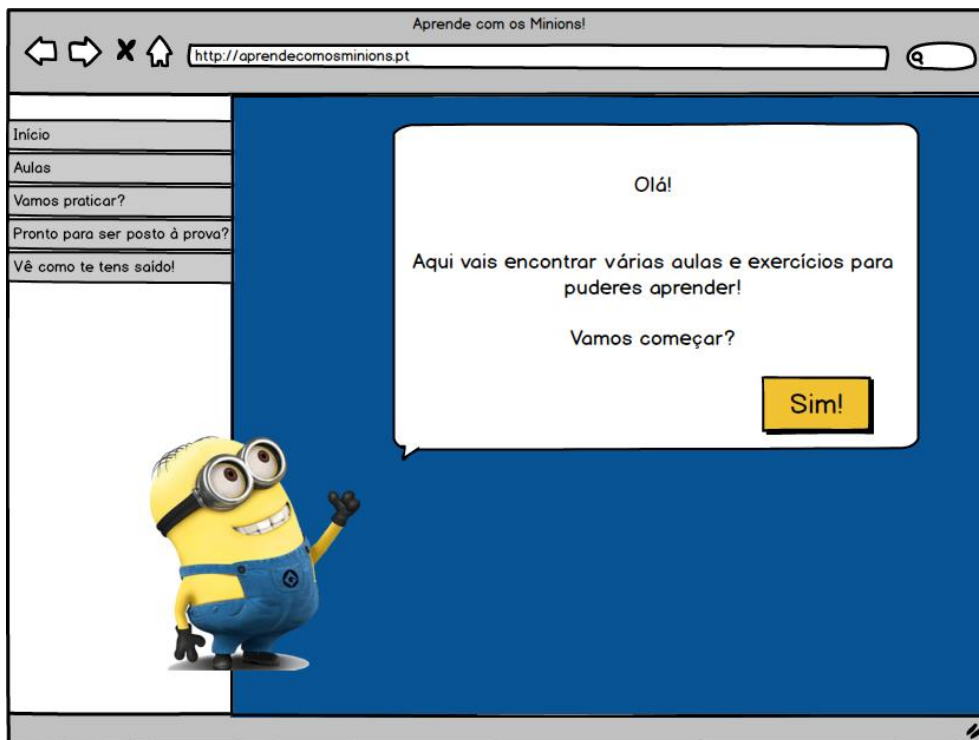 Aprende com os Minions!
http://aprendecomosminions.pt
Início
Aulas
Vamos praticar?
Pronto para ser posto à prova?
Vê como te tens saído!
Olá!
Aqui vais encontrar várias aulas e exercícios para
puderes aprender!
Vamos começar?
Sim!